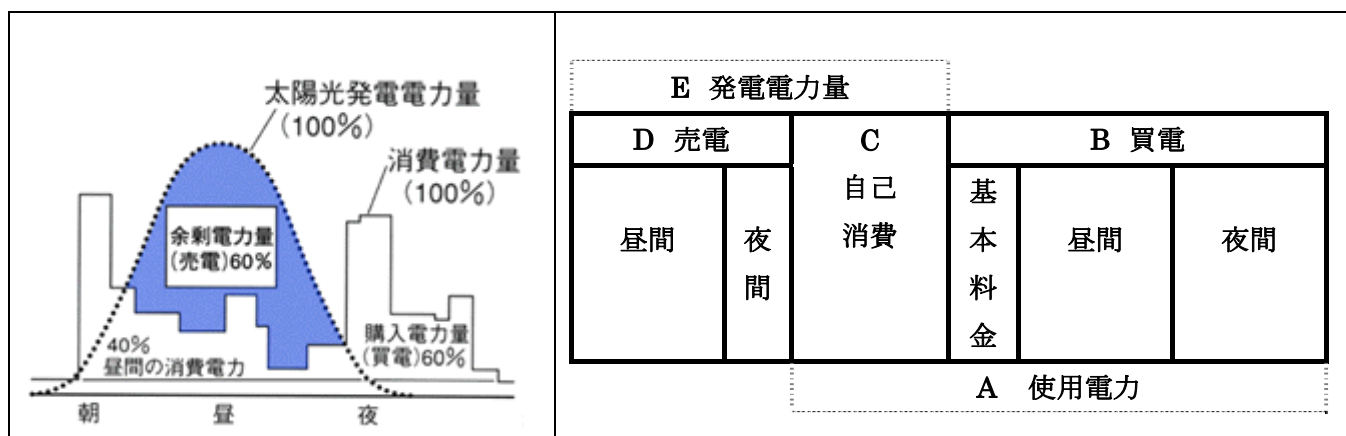 太陽光発電電力量
(100%)
消費電力量
(100%)
余剰電力量
(売電)60%
購入電力量
(買電)60%
40%
昼間の消費電力
朝 昼 夜
E 発電電力量
D 売電
C
自己
消費
B 買電
昼間
夜
間
基
本
料
金
昼間
夜間
A 使用電力